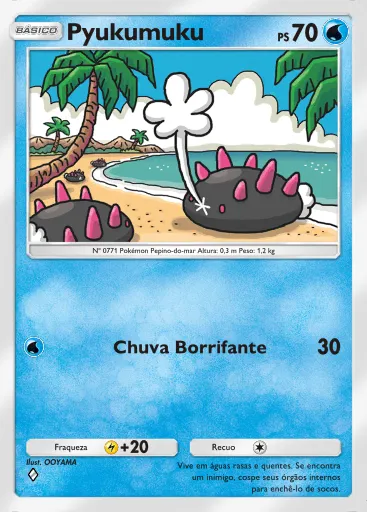 BÁSICO Pyukumuku PS 70
Nº 0771 Pokémon Pepino-do-mar Altura: 0,3 m Peso: 1,2 kg
Chuva Borrifante 30
Fraqueza +20 Recuo
Ilust. OOYAMA
Vive em águas rasas e quentes. Se encontra
um inimigo, cospe seus órgãos internos
para enchê-lo de socos.